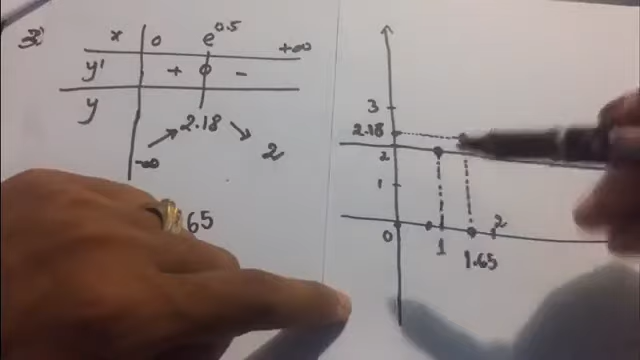 x 0 e^0.5 +∞
y' + 0 -
y
-∞ 2.18 2
65
3
2.18
2
1
0 1 1.65 2